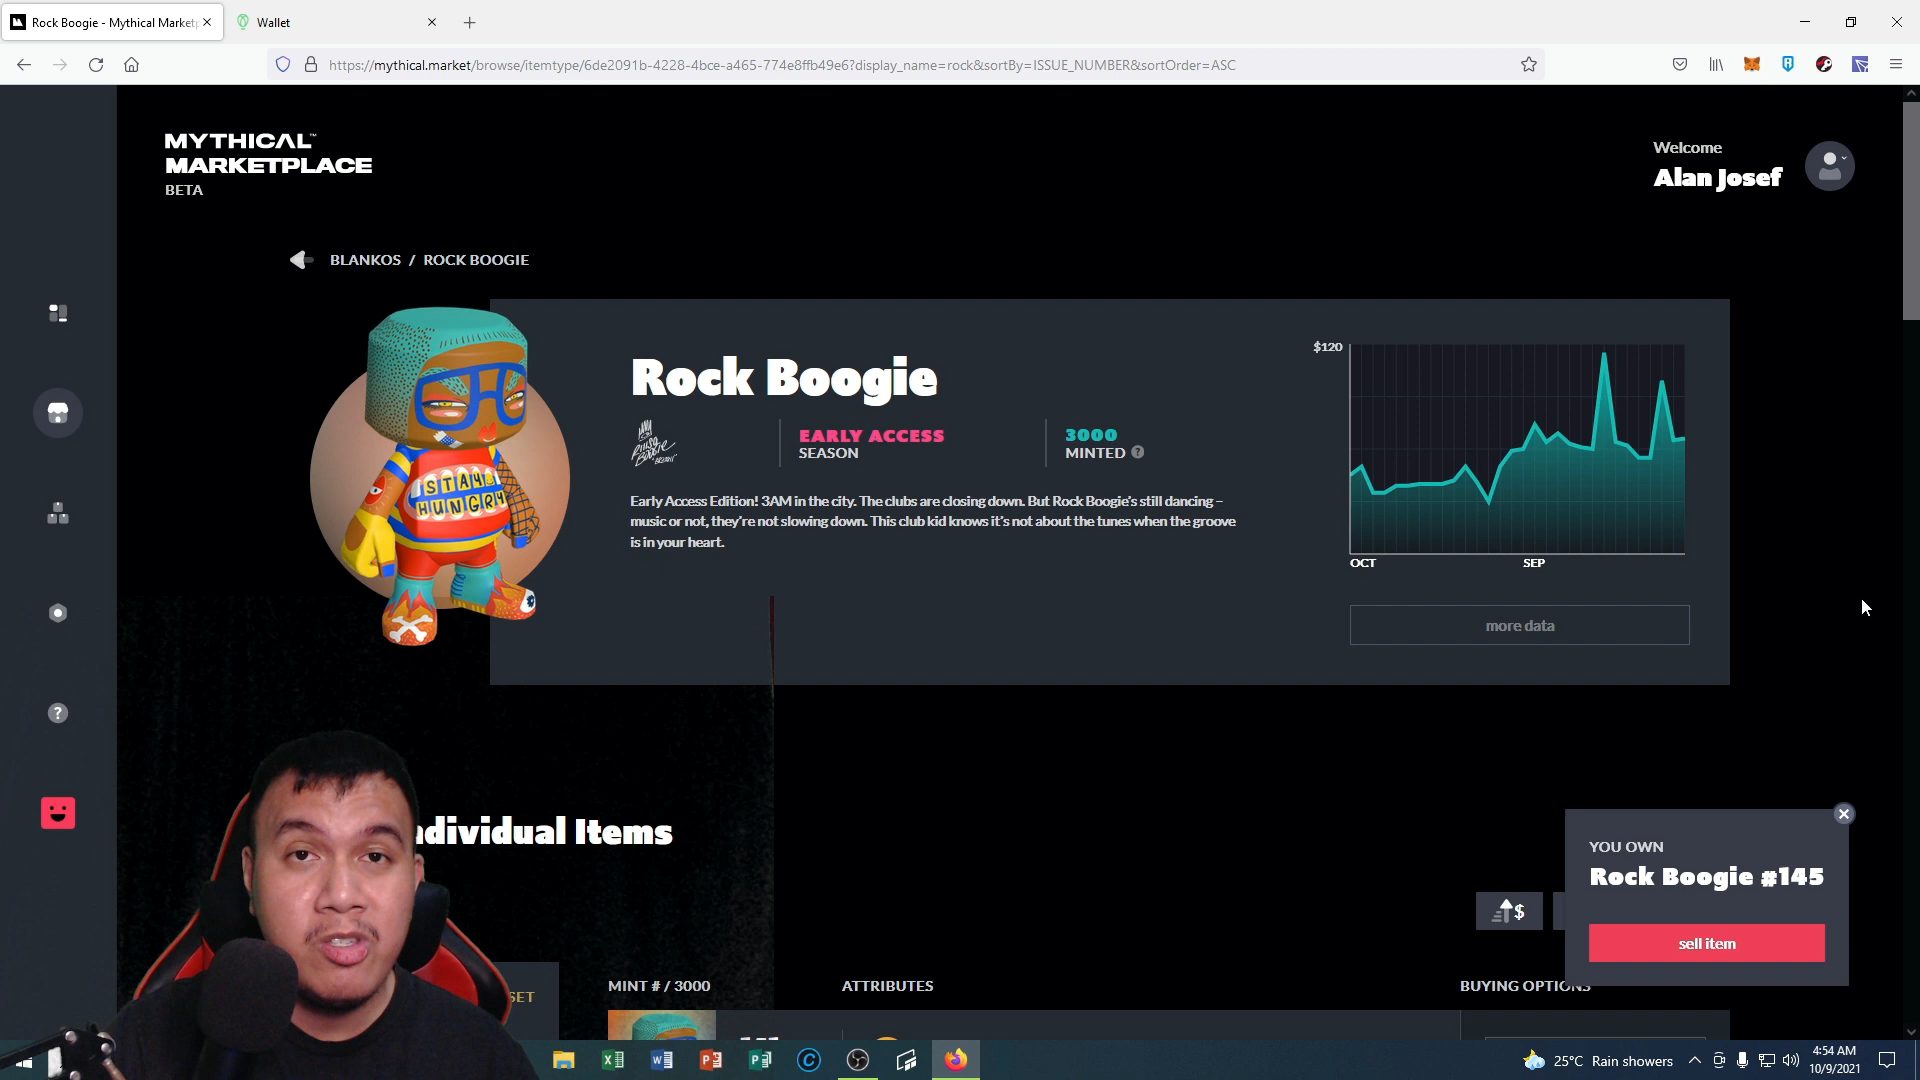 Rock Boogie - Mythical Market
Wallet
https://mythical.market/browse/itemtype/6de2091b-4228-4bce-a465-774e8ffb49e6?display_name=rock&sortBy=ISSUE_NUMBER&sortOrder=ASC
MYTHICAL™
MARKETPLACE
BETA
Welcome
Alan Josef
BLANKOS / ROCK BOOGIE
Rock Boogie
EARLY ACCESS
SEASON
3000
MINTED ?
Early Access Edition! 3AM in the city. The clubs are closing down. But Rock Boogie's still dancing –
music or not, they're not slowing down. This club kid knows it's not about the tunes when the groove
is in your heart.
STAY
HUNGRY
$120
OCT SEP
more data
dividual Items
$
YOU OWN
Rock Boogie #145
sell item
SET
MINT # / 3000
ATTRIBUTES
BUYING OPTIONS
25°C Rain showers
4:54 AM
10/9/2021